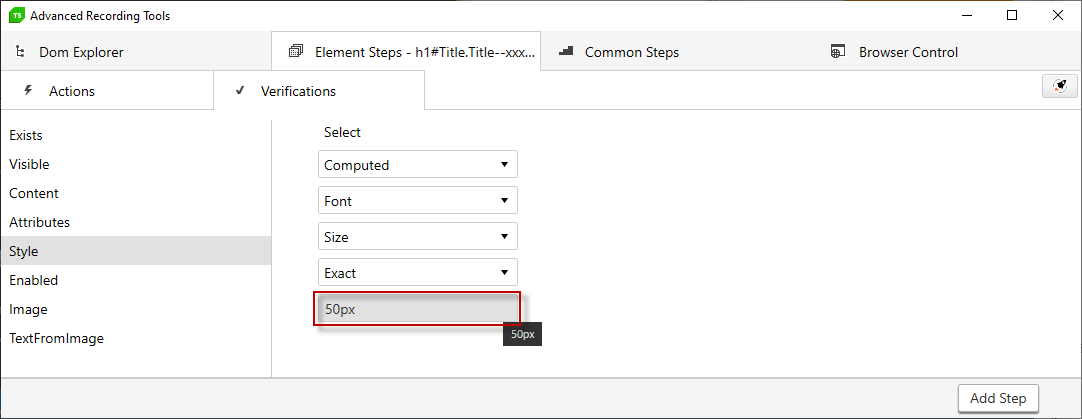 TS Advanced Recording Tools
Dom Explorer
Element Steps - h1#Title.Title--xxx...
Common Steps
Browser Control
Actions
Verifications
Exists
Visible
Content
Attributes
Style
Enabled
Image
TextFromImage
Select
Computed
Font
Size
Exact
50px
50px
Add Step